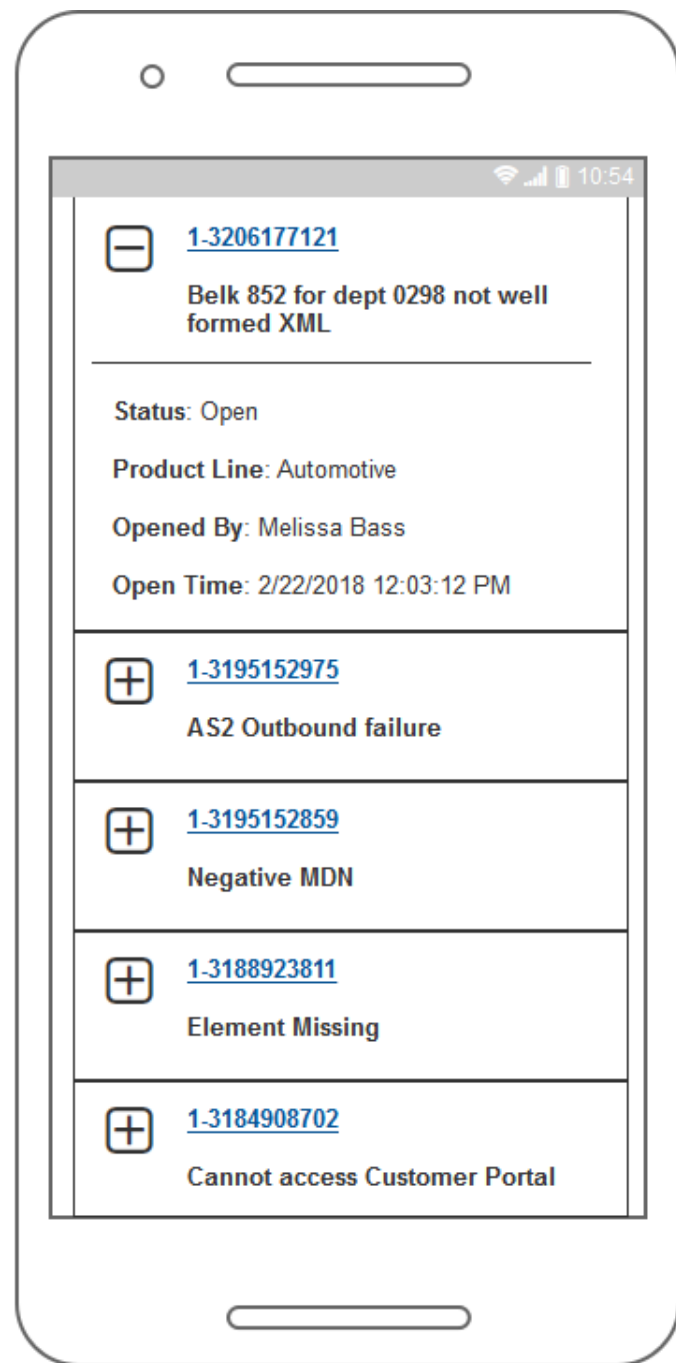 10:54
1-3206177121
Belk 852 for dept 0298 not well
formed XML
Status: Open
Product Line: Automotive
Opened By: Melissa Bass
Open Time: 2/22/2018 12:03:12 PM
1-3195152975
AS2 Outbound failure
1-3195152859
Negative MDN
1-3188923811
Element Missing
1-3184908702
Cannot access Customer Portal